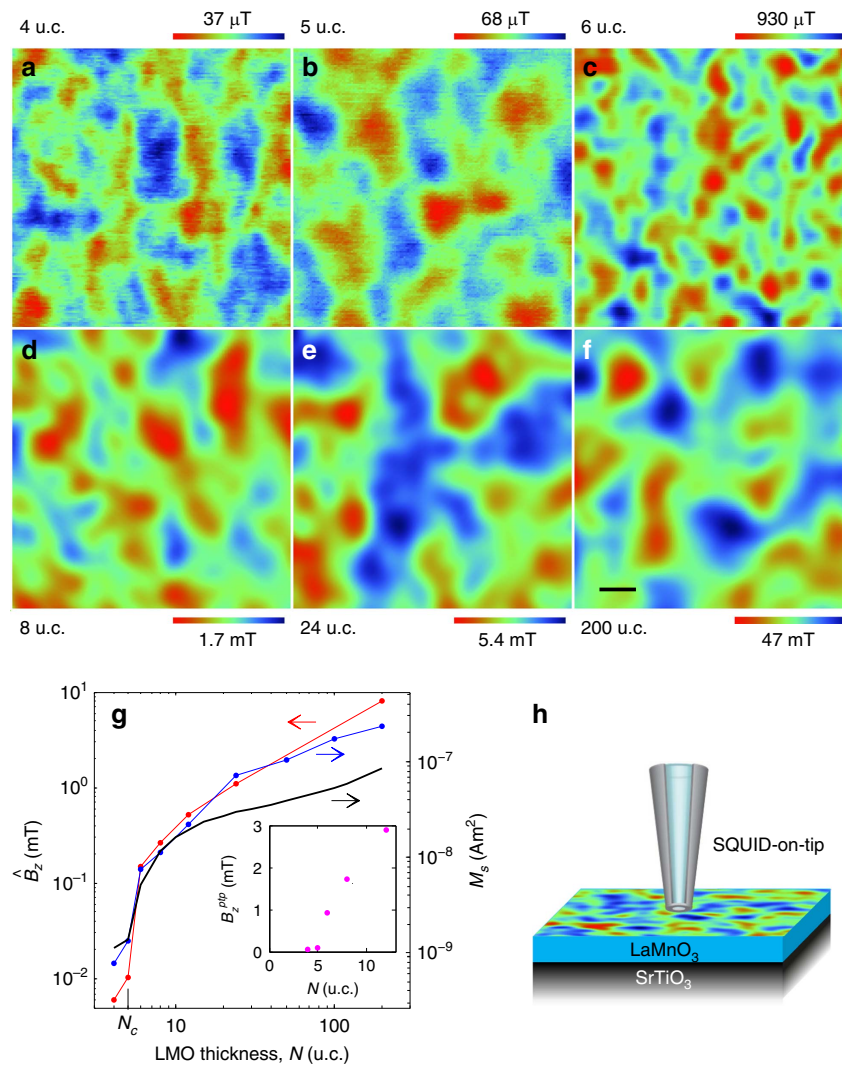 4 u.c. 37 μT 5 u.c. 68 μT 6 u.c. 930 μT
a b c
d e f
8 u.c. 1.7 mT 24 u.c. 5.4 mT 200 u.c. 47 mT
g h
10¹
10⁰
10⁻¹
10⁻²
B̂z (mT)
10⁻⁷
10⁻⁸
10⁻⁹
Ms (Am²)
3
2
1
0
Bz^ptp (mT)
0 5 10
N (u.c.)
Nc 10 100
LMO thickness, N (u.c.)
SQUID-on-tip
LaMnO₃
SrTiO₃